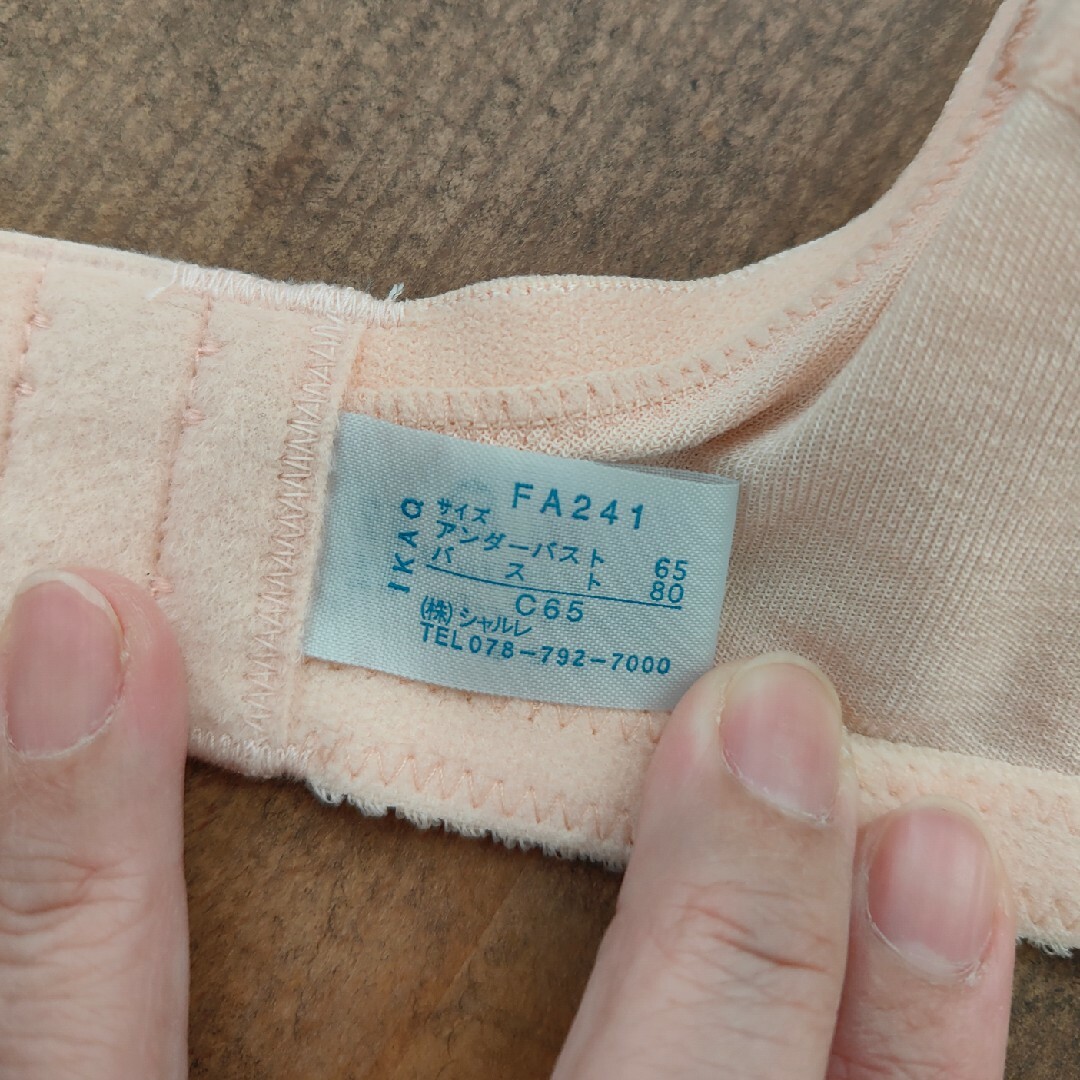 FA241
サイズ
アンダーバスト 65
バスト 80
C65
(株)シャルレ
TEL078-792-7000
IKAQ